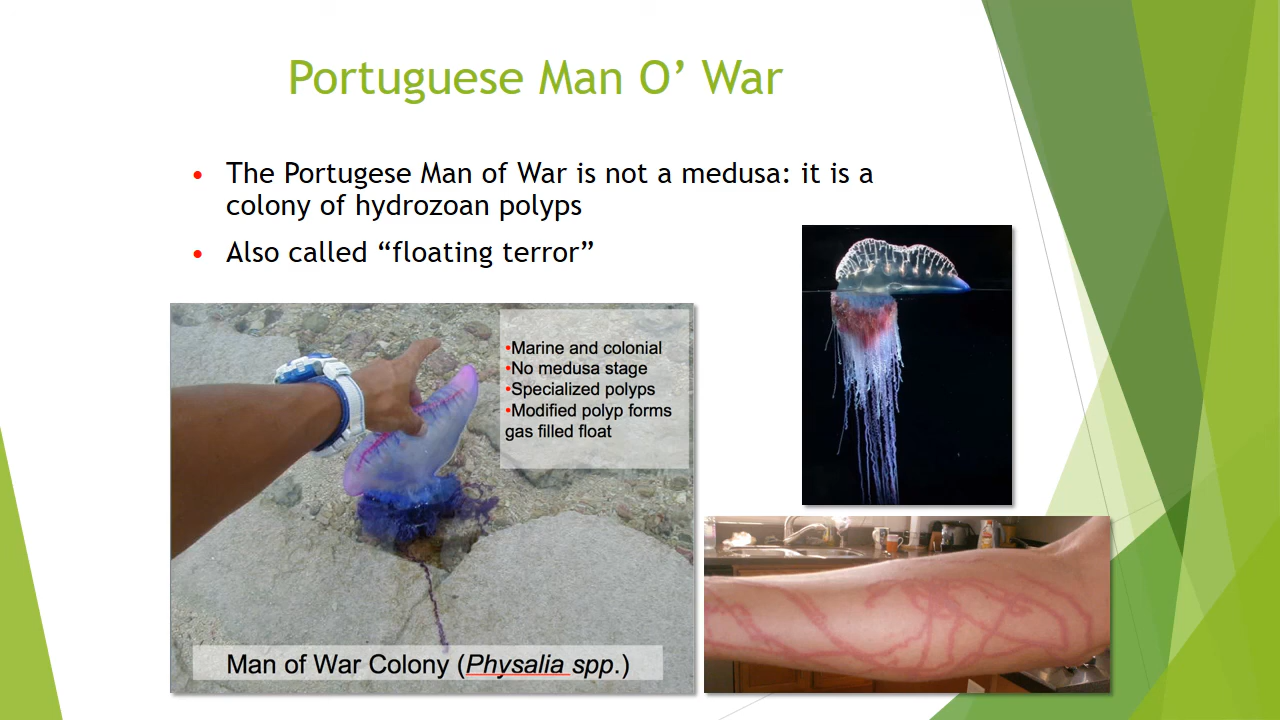 Portuguese Man O’ War
• The Portugese Man of War is not a medusa: it is a
colony of hydrozoan polyps
• Also called “floating terror”
•Marine and colonial
•No medusa stage
•Specialized polyps
•Modified polyp forms
gas filled float
Man of War Colony (Physalia spp.)